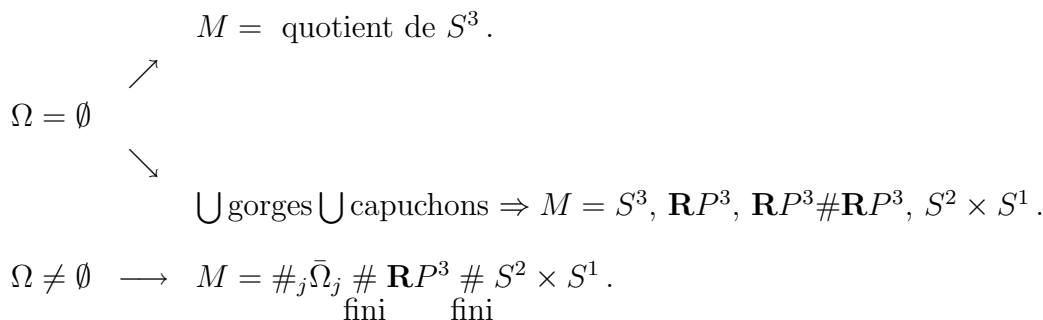 M = quotient de S³.
↗
Ω = ∅
↘
⋃ gorges ⋃ capuchons ⇒ M = S³, RP³, RP³#RP³, S² × S¹.
Ω ≠ ∅ ⟶ M = #ⱼΩ̄ⱼ # RP³ # S² × S¹.
fini fini